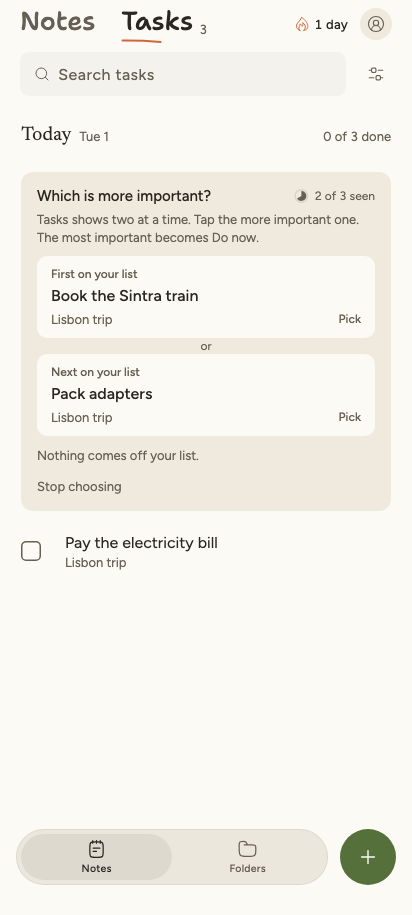 Notes Tasks 3 1 day
Search tasks
Today Tue 1 0 of 3 done
Which is more important? 2 of 3 seen
Tasks shows two at a time. Tap the more important one.
The most important becomes Do now.
First on your list
Book the Sintra train
Lisbon trip Pick
or
Next on your list
Pack adapters
Lisbon trip Pick
Nothing comes off your list.
Stop choosing
Pay the electricity bill
Lisbon trip
Notes Folders